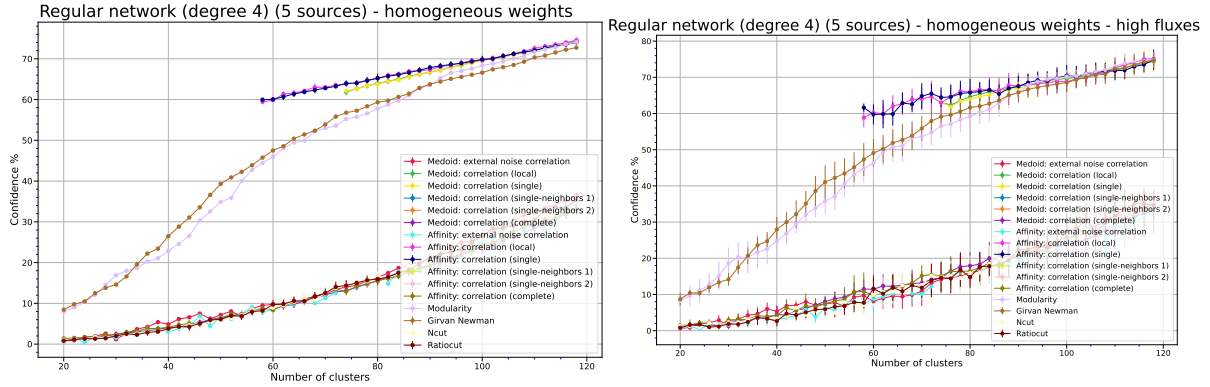 Regular network (degree 4) (5 sources) - homogeneous weights
Confidence %
70
60
50
40
30
20
10
0
20
40
60
80
100
120
Number of clusters
Medoid: external noise correlation
Medoid: correlation (local)
Medoid: correlation (single)
Medoid: correlation (single-neighbors 1)
Medoid: correlation (single-neighbors 2)
Medoid: correlation (complete)
Affinity: external noise correlation
Affinity: correlation (local)
Affinity: correlation (single)
Affinity: correlation (single-neighbors 1)
Affinity: correlation (single-neighbors 2)
Affinity: correlation (complete)
Modularity
Girvan Newman
Ncut
Ratiocut
Regular network (degree 4) (5 sources) - homogeneous weights - high fluxes
Confidence %
80
70
60
50
40
30
20
10
0
20
40
60
80
100
120
Number of clusters
Medoid: external noise correlation
Medoid: correlation (local)
Medoid: correlation (single)
Medoid: correlation (single-neighbors 1)
Medoid: correlation (single-neighbors 2)
Medoid: correlation (complete)
Affinity: external noise correlation
Affinity: correlation (local)
Affinity: correlation (single)
Affinity: correlation (single-neighbors 1)
Affinity: correlation (single-neighbors 2)
Affinity: correlation (complete)
Modularity
Girvan Newman
Ncut
Ratiocut